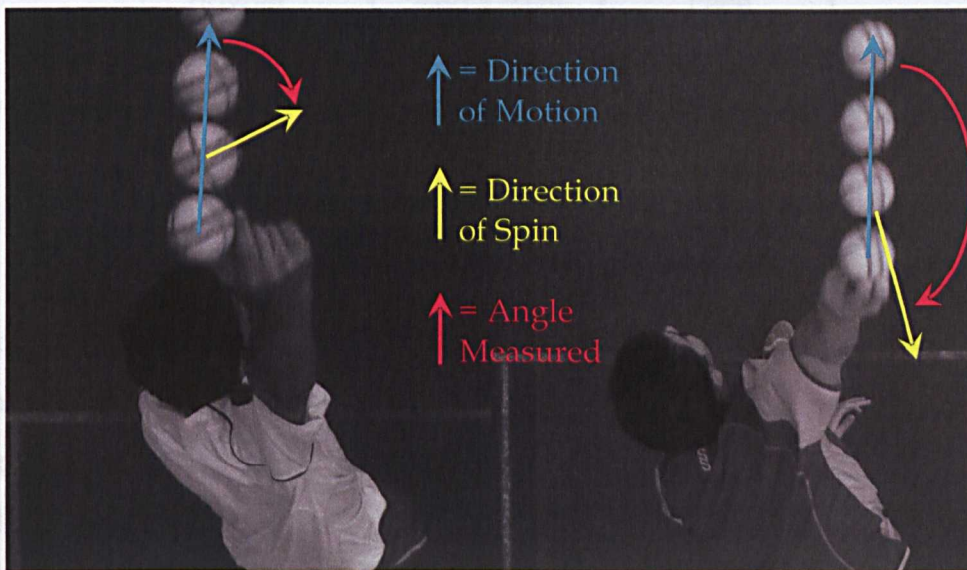 = Direction
of Motion
= Direction
of Spin
= Angle
Measured